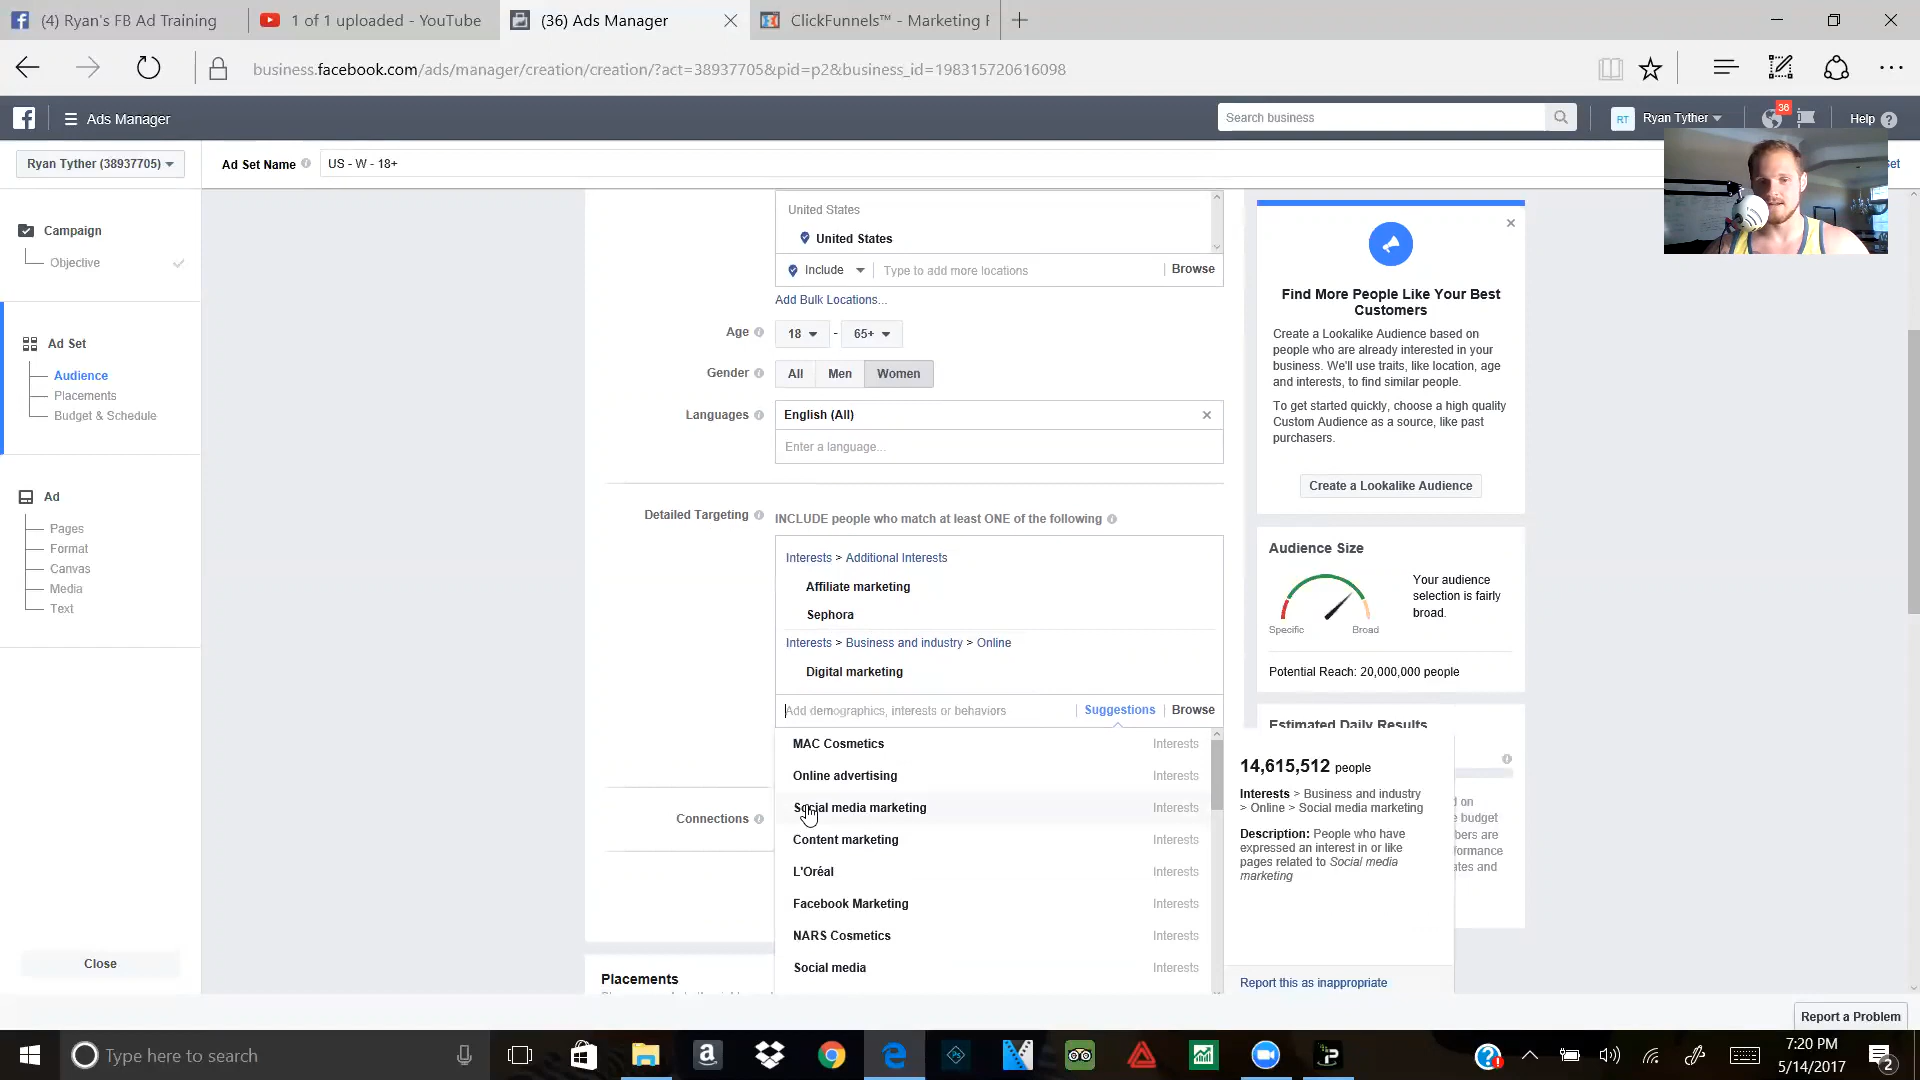 (4) Ryan's FB Ad Training
1 of 1 uploaded - YouTube
(36) Ads Manager
ClickFunnels™ - Marketing F
business.facebook.com/ads/manager/creation/creation/?act=38937705&pid=p2&business_id=198315720616098
Ads Manager
Search business
RT
Ryan Tyther
36
Help
Ryan Tyther (38937705)
Ad Set Name
US - W - 18+
Set
Campaign
Objective
Ad Set
Audience
Placements
Budget & Schedule
Ad
Pages
Format
Canvas
Media
Text
Close
United States
United States
Include
Type to add more locations
Browse
Add Bulk Locations...
Age
18
-
65+
Gender
All
Men
Women
Languages
English (All)
Enter a language...
Detailed Targeting
INCLUDE people who match at least ONE of the following
Interests > Additional Interests
Affiliate marketing
Sephora
Interests > Business and industry > Online
Digital marketing
Add demographics, interests or behaviors
Suggestions
Browse
MAC Cosmetics Interests
Online advertising Interests
Social media marketing Interests
Content marketing Interests
L'Oréal Interests
Facebook Marketing Interests
NARS Cosmetics Interests
Social media Interests
Connections
Placements
Find More People Like Your Best
Customers
Create a Lookalike Audience based on
people who are already interested in your
business. We'll use traits, like location, age
and interests, to find similar people.
To get started quickly, choose a high quality
Custom Audience as a source, like past
purchasers.
Create a Lookalike Audience
Audience Size
Your audience
selection is fairly
broad.
Specific
Broad
Potential Reach: 20,000,000 people
Estimated Daily Results
14,615,512 people
Interests > Business and industry
> Online > Social media marketing
Description: People who have
expressed an interest in or like
pages related to Social media
marketing
Report this as inappropriate
on
budget
bers are
formance
ates and
Report a Problem
Type here to search
7:20 PM
5/14/2017
2